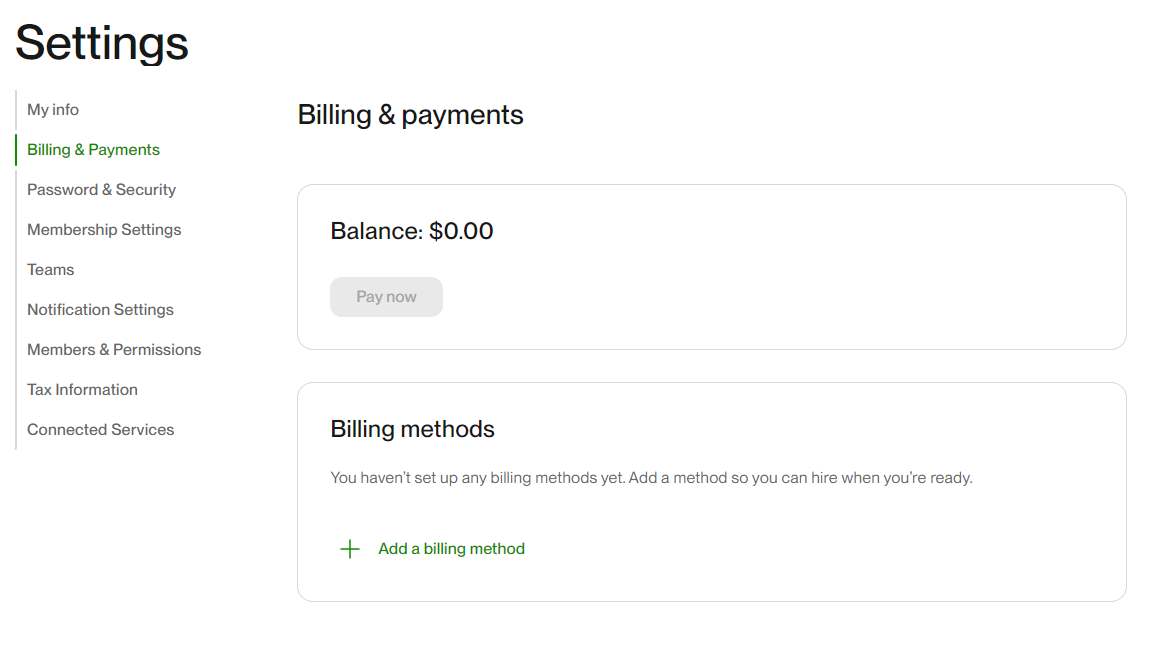 Settings
My info
Billing & Payments
Password & Security
Membership Settings
Teams
Notification Settings
Members & Permissions
Tax Information
Connected Services
Billing & payments
Balance: $0.00
Pay now
Billing methods
You haven’t set up any billing methods yet. Add a method so you can hire when you’re ready.
Add a billing method